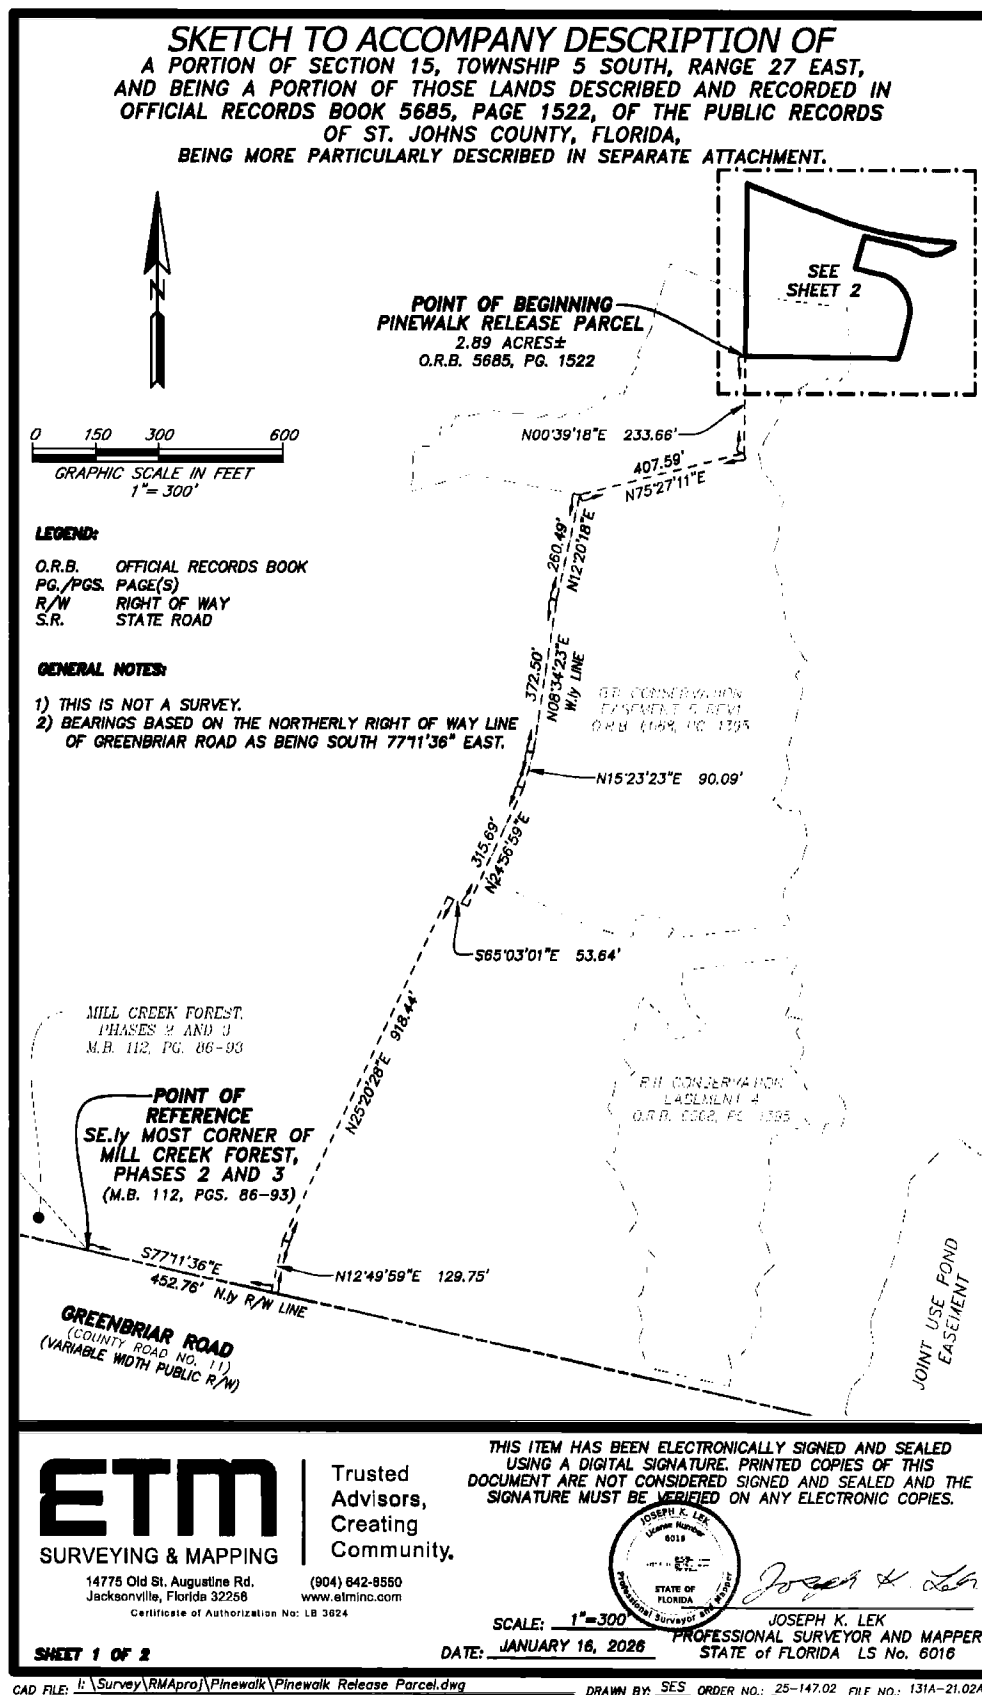 SKETCH TO ACCOMPANY DESCRIPTION OF
A PORTION OF SECTION 15, TOWNSHIP 5 SOUTH, RANGE 27 EAST,
AND BEING A PORTION OF THOSE LANDS DESCRIBED AND RECORDED IN
OFFICIAL RECORDS BOOK 5685, PAGE 1522, OF THE PUBLIC RECORDS
OF ST. JOHNS COUNTY, FLORIDA,
BEING MORE PARTICULARLY DESCRIBED IN SEPARATE ATTACHMENT.
N
SEE
SHEET 2
POINT OF BEGINNING
PINEWALK RELEASE PARCEL
2.89 ACRES±
O.R.B. 5685, PG. 1522
0 150 300 600
GRAPHIC SCALE IN FEET
1"= 300'
N00°39'18"E 233.66'
407.59'
N75°27'11"E
260.49'
N12°20'18"E
LEGEND:
O.R.B. OFFICIAL RECORDS BOOK
PG./PGS. PAGE(S)
R/W RIGHT OF WAY
S.R. STATE ROAD
GENERAL NOTES:
1) THIS IS NOT A SURVEY.
2) BEARINGS BASED ON THE NORTHERLY RIGHT OF WAY LINE
OF GREENBRIAR ROAD AS BEING SOUTH 77°11'36" EAST.
372.50'
N08°34'23"E
W.ly LINE
CONSERVATION
EASEMENT
N15°23'23"E 90.09'
315.69'
N24°56'59"E
S65°03'01"E 53.64'
918.44'
N25°20'28"E
MILL CREEK FOREST,
PHASES 2 AND 3
M.B. 112, PG. 86-93
CONSERVATION
EASEMENT 4
POINT OF
REFERENCE
SE.ly MOST CORNER OF
MILL CREEK FOREST,
PHASES 2 AND 3
(M.B. 112, PGS. 86-93)
S77°11'36"E
452.76' N.ly R/W LINE
N12°49'59"E 129.75'
GREENBRIAR ROAD
(COUNTY ROAD NO. 11)
(VARIABLE WIDTH PUBLIC R/W)
JOINT USE POND
EASEMENT
ETM
SURVEYING & MAPPING
Trusted
Advisors,
Creating
Community.
14775 Old St. Augustine Rd.
Jacksonville, Florida 32258
(904) 642-8550
www.etminc.com
Certificate of Authorization No: LB 3624
THIS ITEM HAS BEEN ELECTRONICALLY SIGNED AND SEALED
USING A DIGITAL SIGNATURE. PRINTED COPIES OF THIS
DOCUMENT ARE NOT CONSIDERED SIGNED AND SEALED AND THE
SIGNATURE MUST BE VERIFIED ON ANY ELECTRONIC COPIES.
JOSEPH K. LEK
License Number
6016
STATE OF
FLORIDA
Professional Surveyor and Mapper
Joseph K. Lek
SCALE: 1"=300'
DATE: JANUARY 16, 2026
JOSEPH K. LEK
PROFESSIONAL SURVEYOR AND MAPPER
STATE of FLORIDA LS No. 6016
SHEET 1 OF 2
CAD FILE: I:\Survey\RMAproj\Pinewalk\Pinewalk Release Parcel.dwg
DRAWN BY: SES ORDER NO.: 25-147.02 FILE NO.: 131A-21.02A